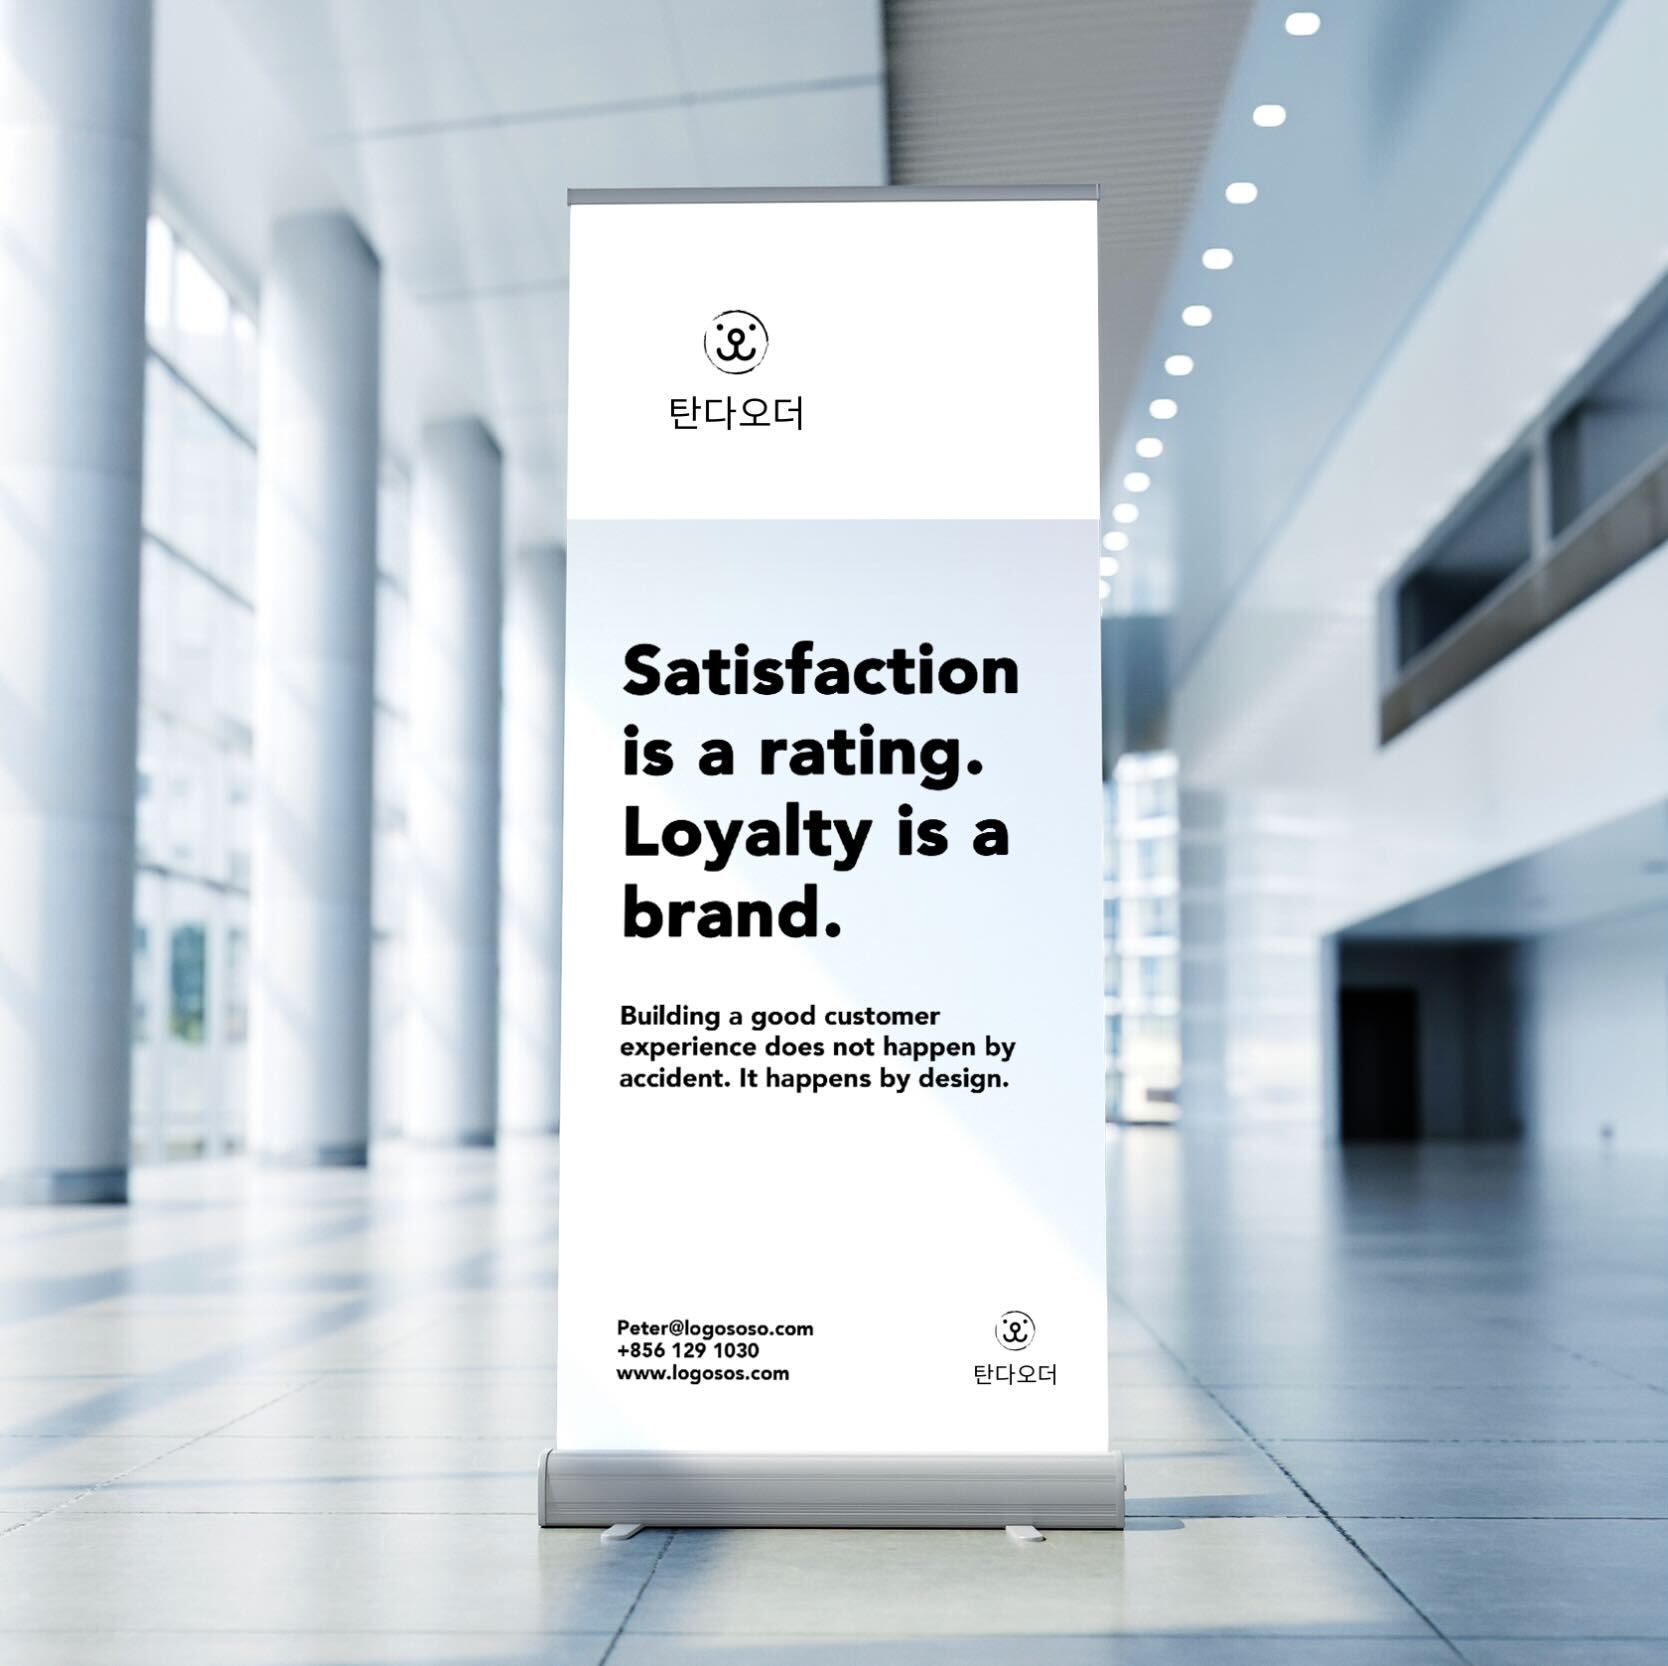 탄다오더
Satisfaction
is a rating.
Loyalty is a
brand.
Building a good customer
experience does not happen by
accident. It happens by design.
Peter@logososo.com
+856 129 1030
www.logosos.com
탄다오더